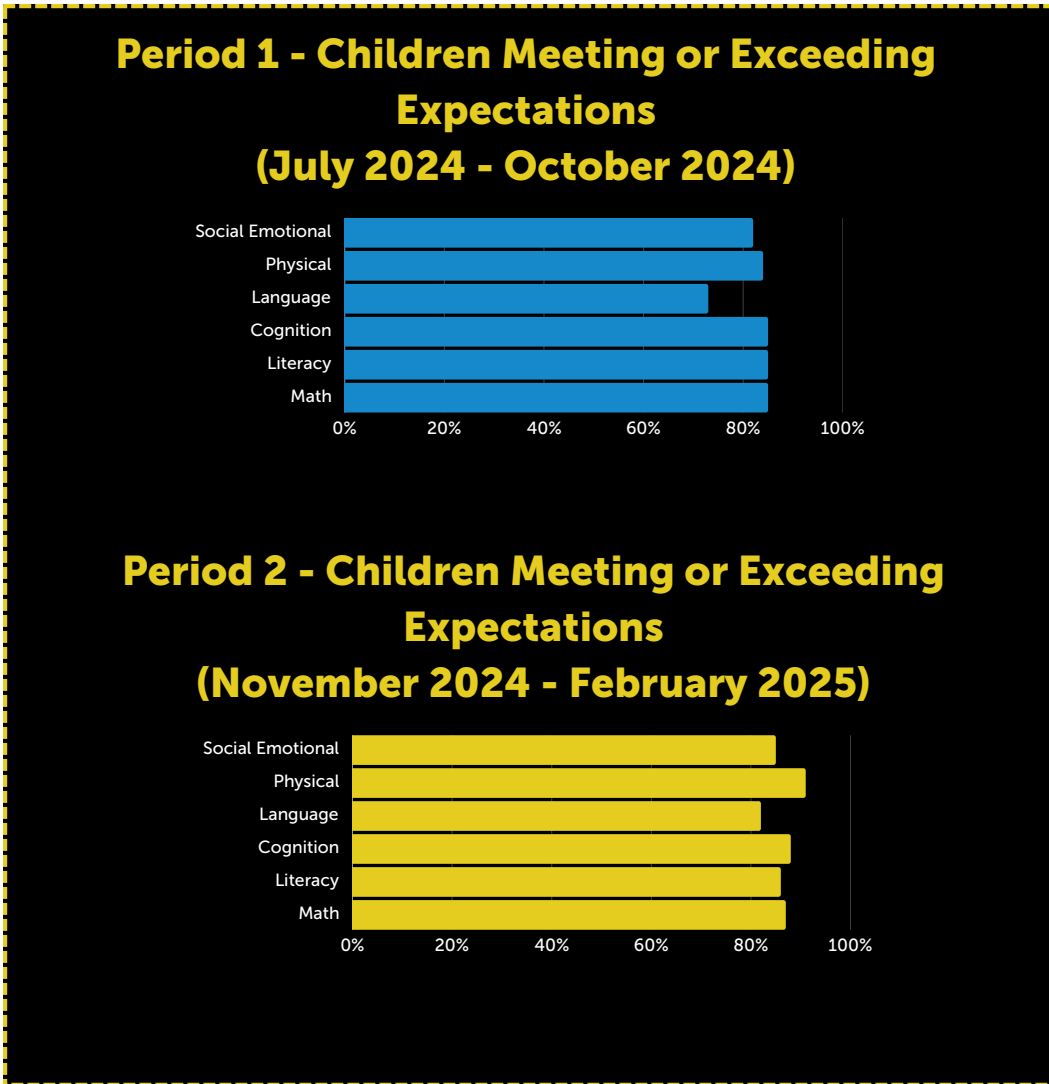 Period 1 - Children Meeting or Exceeding
Expectations
(July 2024 - October 2024)
Social Emotional
Physical
Language
Cognition
Literacy
Math
0% 20% 40% 60% 80% 100%
Period 2 - Children Meeting or Exceeding
Expectations
(November 2024 - February 2025)
Social Emotional
Physical
Language
Cognition
Literacy
Math
0% 20% 40% 60% 80% 100%